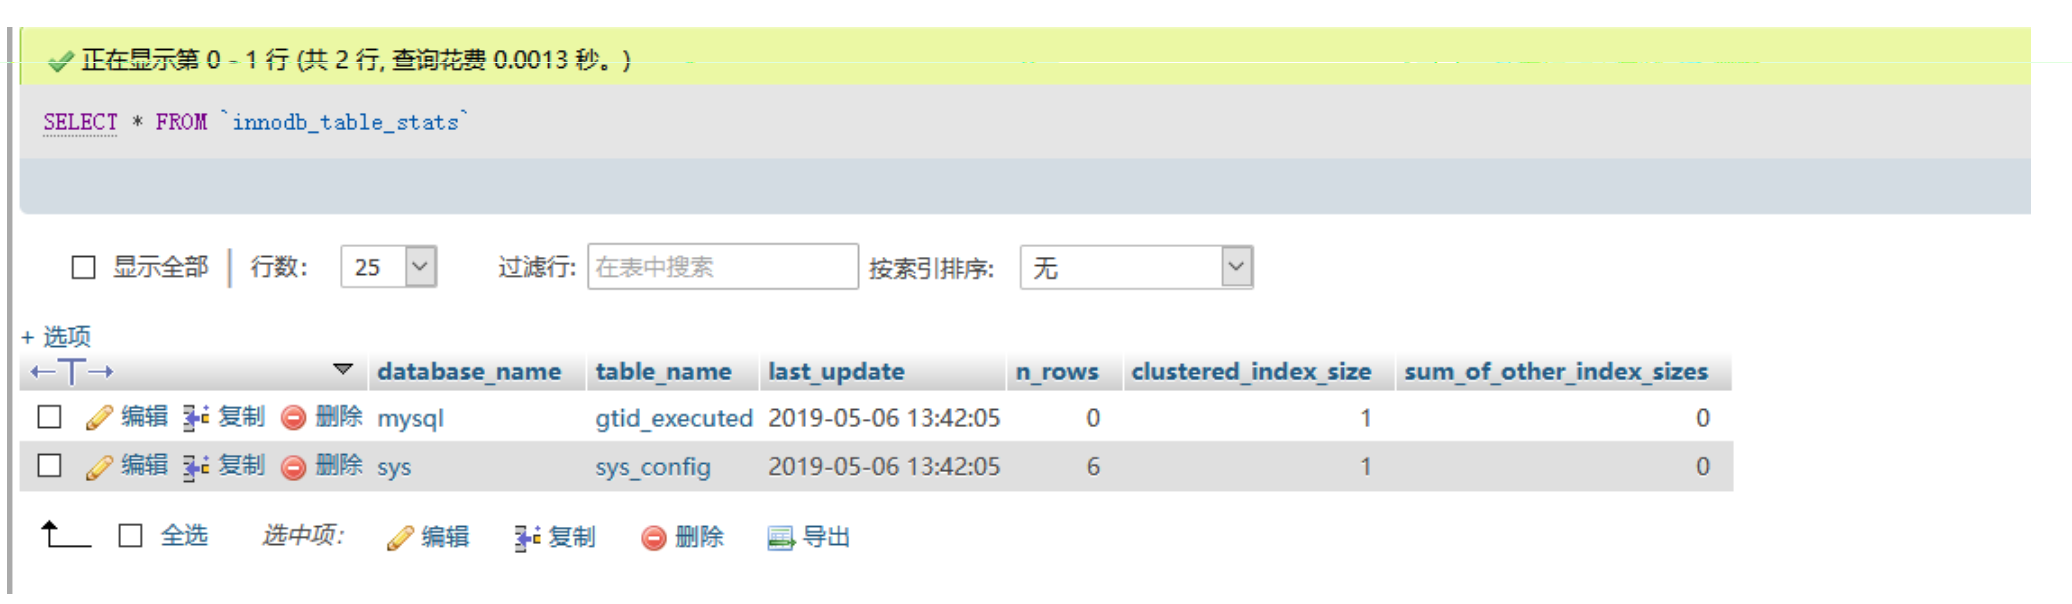 正在显示第 0 - 1 行 (共 2 行, 查询花费 0.0013 秒。)
SELECT * FROM `innodb_table_stats`
显示全部 行数: 25 过滤行: 在表中搜索 按索引排序: 无
+ 选项
←T→ database_name table_name last_update n_rows clustered_index_size sum_of_other_index_sizes
编辑 复制 删除 mysql gtid_executed 2019-05-06 13:42:05 0 1 0
编辑 复制 删除 sys sys_config 2019-05-06 13:42:05 6 1 0
全选 选中项: 编辑 复制 删除 导出